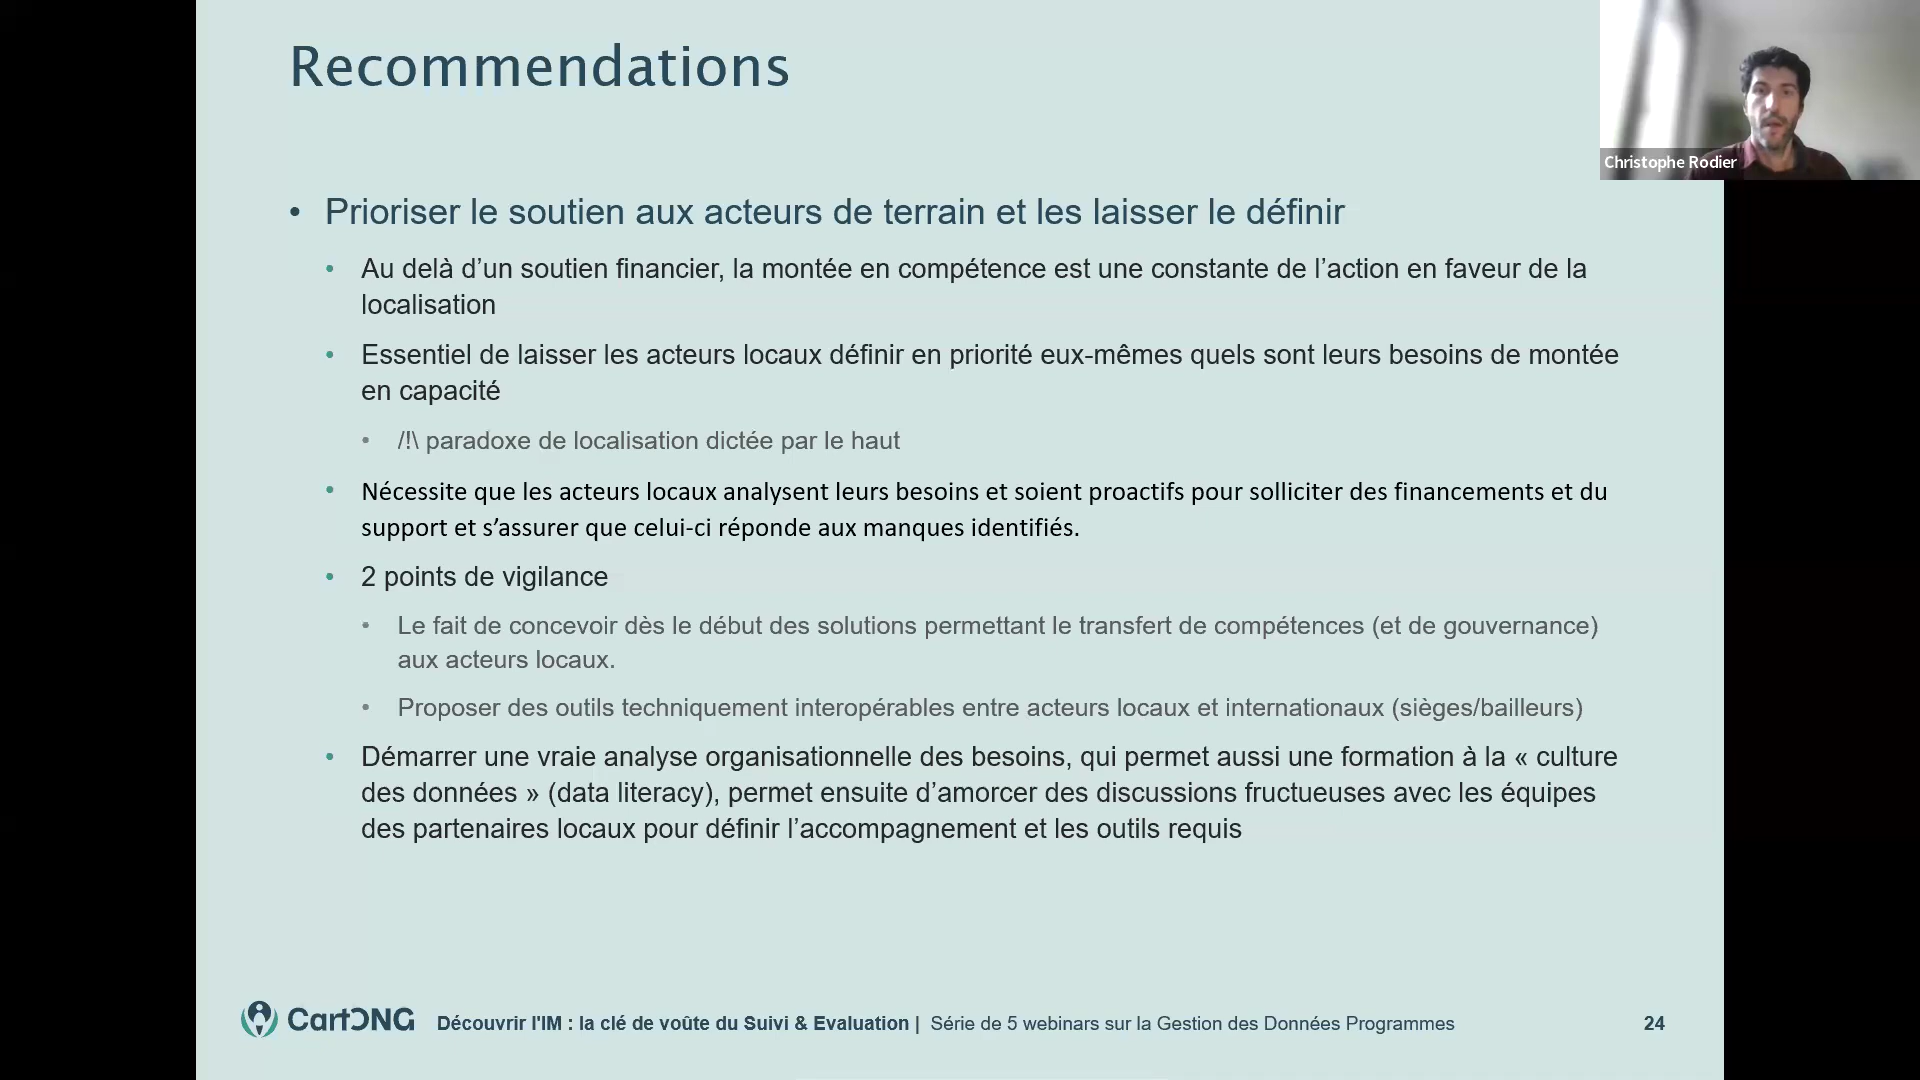 Recommendations
Christophe Rodier
• Prioriser le soutien aux acteurs de terrain et les laisser le définir
• Au delà d’un soutien financier, la montée en compétence est une constante de l’action en faveur de la
localisation
• Essentiel de laisser les acteurs locaux définir en priorité eux-mêmes quels sont leurs besoins de montée
en capacité
• /!\ paradoxe de localisation dictée par le haut
• Nécessite que les acteurs locaux analysent leurs besoins et soient proactifs pour solliciter des financements et du
support et s’assurer que celui-ci réponde aux manques identifiés.
• 2 points de vigilance
• Le fait de concevoir dès le début des solutions permettant le transfert de compétences (et de gouvernance)
aux acteurs locaux.
• Proposer des outils techniquement interopérables entre acteurs locaux et internationaux (sièges/bailleurs)
• Démarrer une vraie analyse organisationnelle des besoins, qui permet aussi une formation à la « culture
des données » (data literacy), permet ensuite d’amorcer des discussions fructueuses avec les équipes
des partenaires locaux pour définir l’accompagnement et les outils requis
CartONG Découvrir l'IM : la clé de voûte du Suivi & Evaluation | Série de 5 webinars sur la Gestion des Données Programmes 24